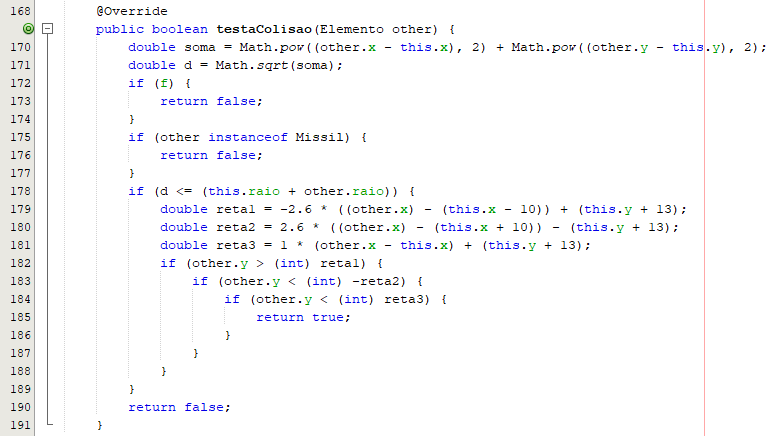 168 @Override
public boolean testaColisao(Elemento other) {
170 double soma = Math.pow((other.x - this.x), 2) + Math.pow((other.y - this.y), 2);
171 double d = Math.sqrt(soma);
172 if (f) {
173 return false;
174 }
175 if (other instanceof Missil) {
176 return false;
177 }
178 if (d <= (this.raio + other.raio)) {
179 double reta1 = -2.6 * ((other.x) - (this.x - 10)) + (this.y + 13);
180 double reta2 = 2.6 * ((other.x) - (this.x + 10)) - (this.y + 13);
181 double reta3 = 1 * (other.x - this.x) + (this.y + 13);
182 if (other.y > (int) reta1) {
183 if (other.y < (int) -reta2) {
184 if (other.y < (int) reta3) {
185 return true;
186 }
187 }
188 }
189 }
190 return false;
191 }